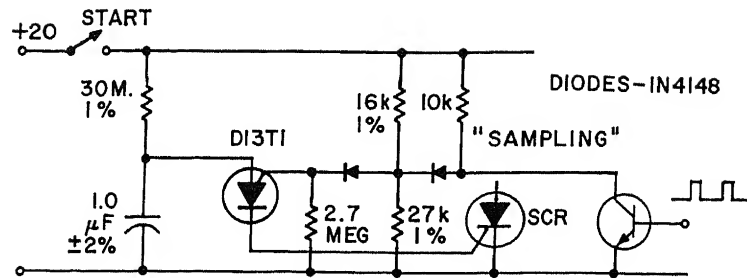 START
+20
30M.
1%
16k
1%
10k
DIODES-IN4148
"SAMPLING"
D13T1
1.0
µF
±2%
2.7
MEG
27k
1%
SCR